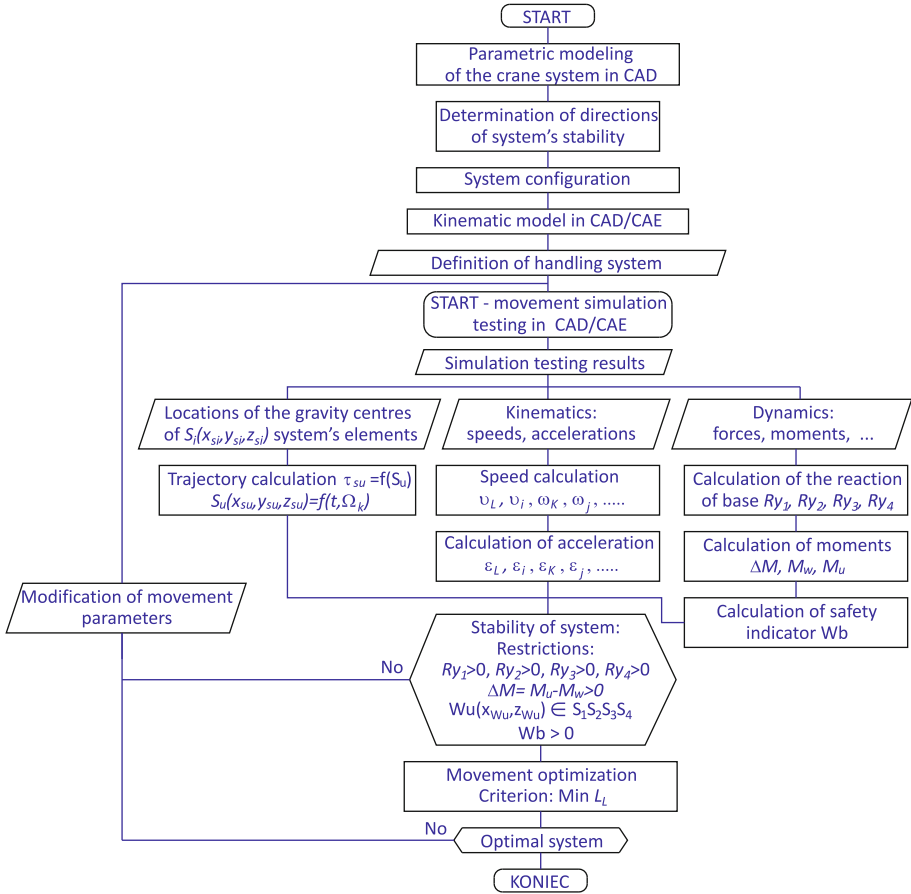 START
Parametric modeling
of the crane system in CAD
Determination of directions
of system's stability
System configuration
Kinematic model in CAD/CAE
Definition of handling system
START - movement simulation
testing in CAD/CAE
Simulation testing results
Locations of the gravity centres
of Si(xsi,ysi,zsi) system's elements
Kinematics:
speeds, accelerations
Dynamics:
forces, moments, ...
Trajectory calculation τsu =f(Su)
Su(xsu,ysu,zsu)=f(t,Ωk)
Speed calculation
υL, υi, ωK, ωj, .....
Calculation of the reaction
of base Ry1, Ry2, Ry3, Ry4
Calculation of acceleration
εL, εi, εK, εj, .....
Calculation of moments
ΔM, Mw, Mu
Modification of movement
parameters
Calculation of safety
indicator Wb
Stability of system:
Restrictions:
Ry1>0, Ry2>0, Ry3>0, Ry4>0
ΔM= Mu-Mw>0
Wu(xWu,zWu) ∈ S1S2S3S4
Wb > 0
No
Movement optimization
Criterion: Min LL
No
Optimal system
KONIEC